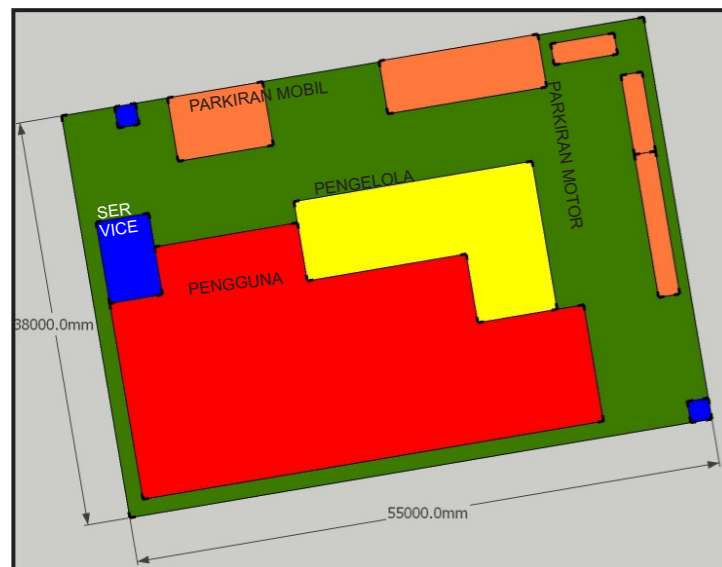 PARKIRAN MOBIL
PARKIRAN MOTOR
PENGELOLA
SER
VICE
PENGGUNA
38000.0mm
55000.0mm